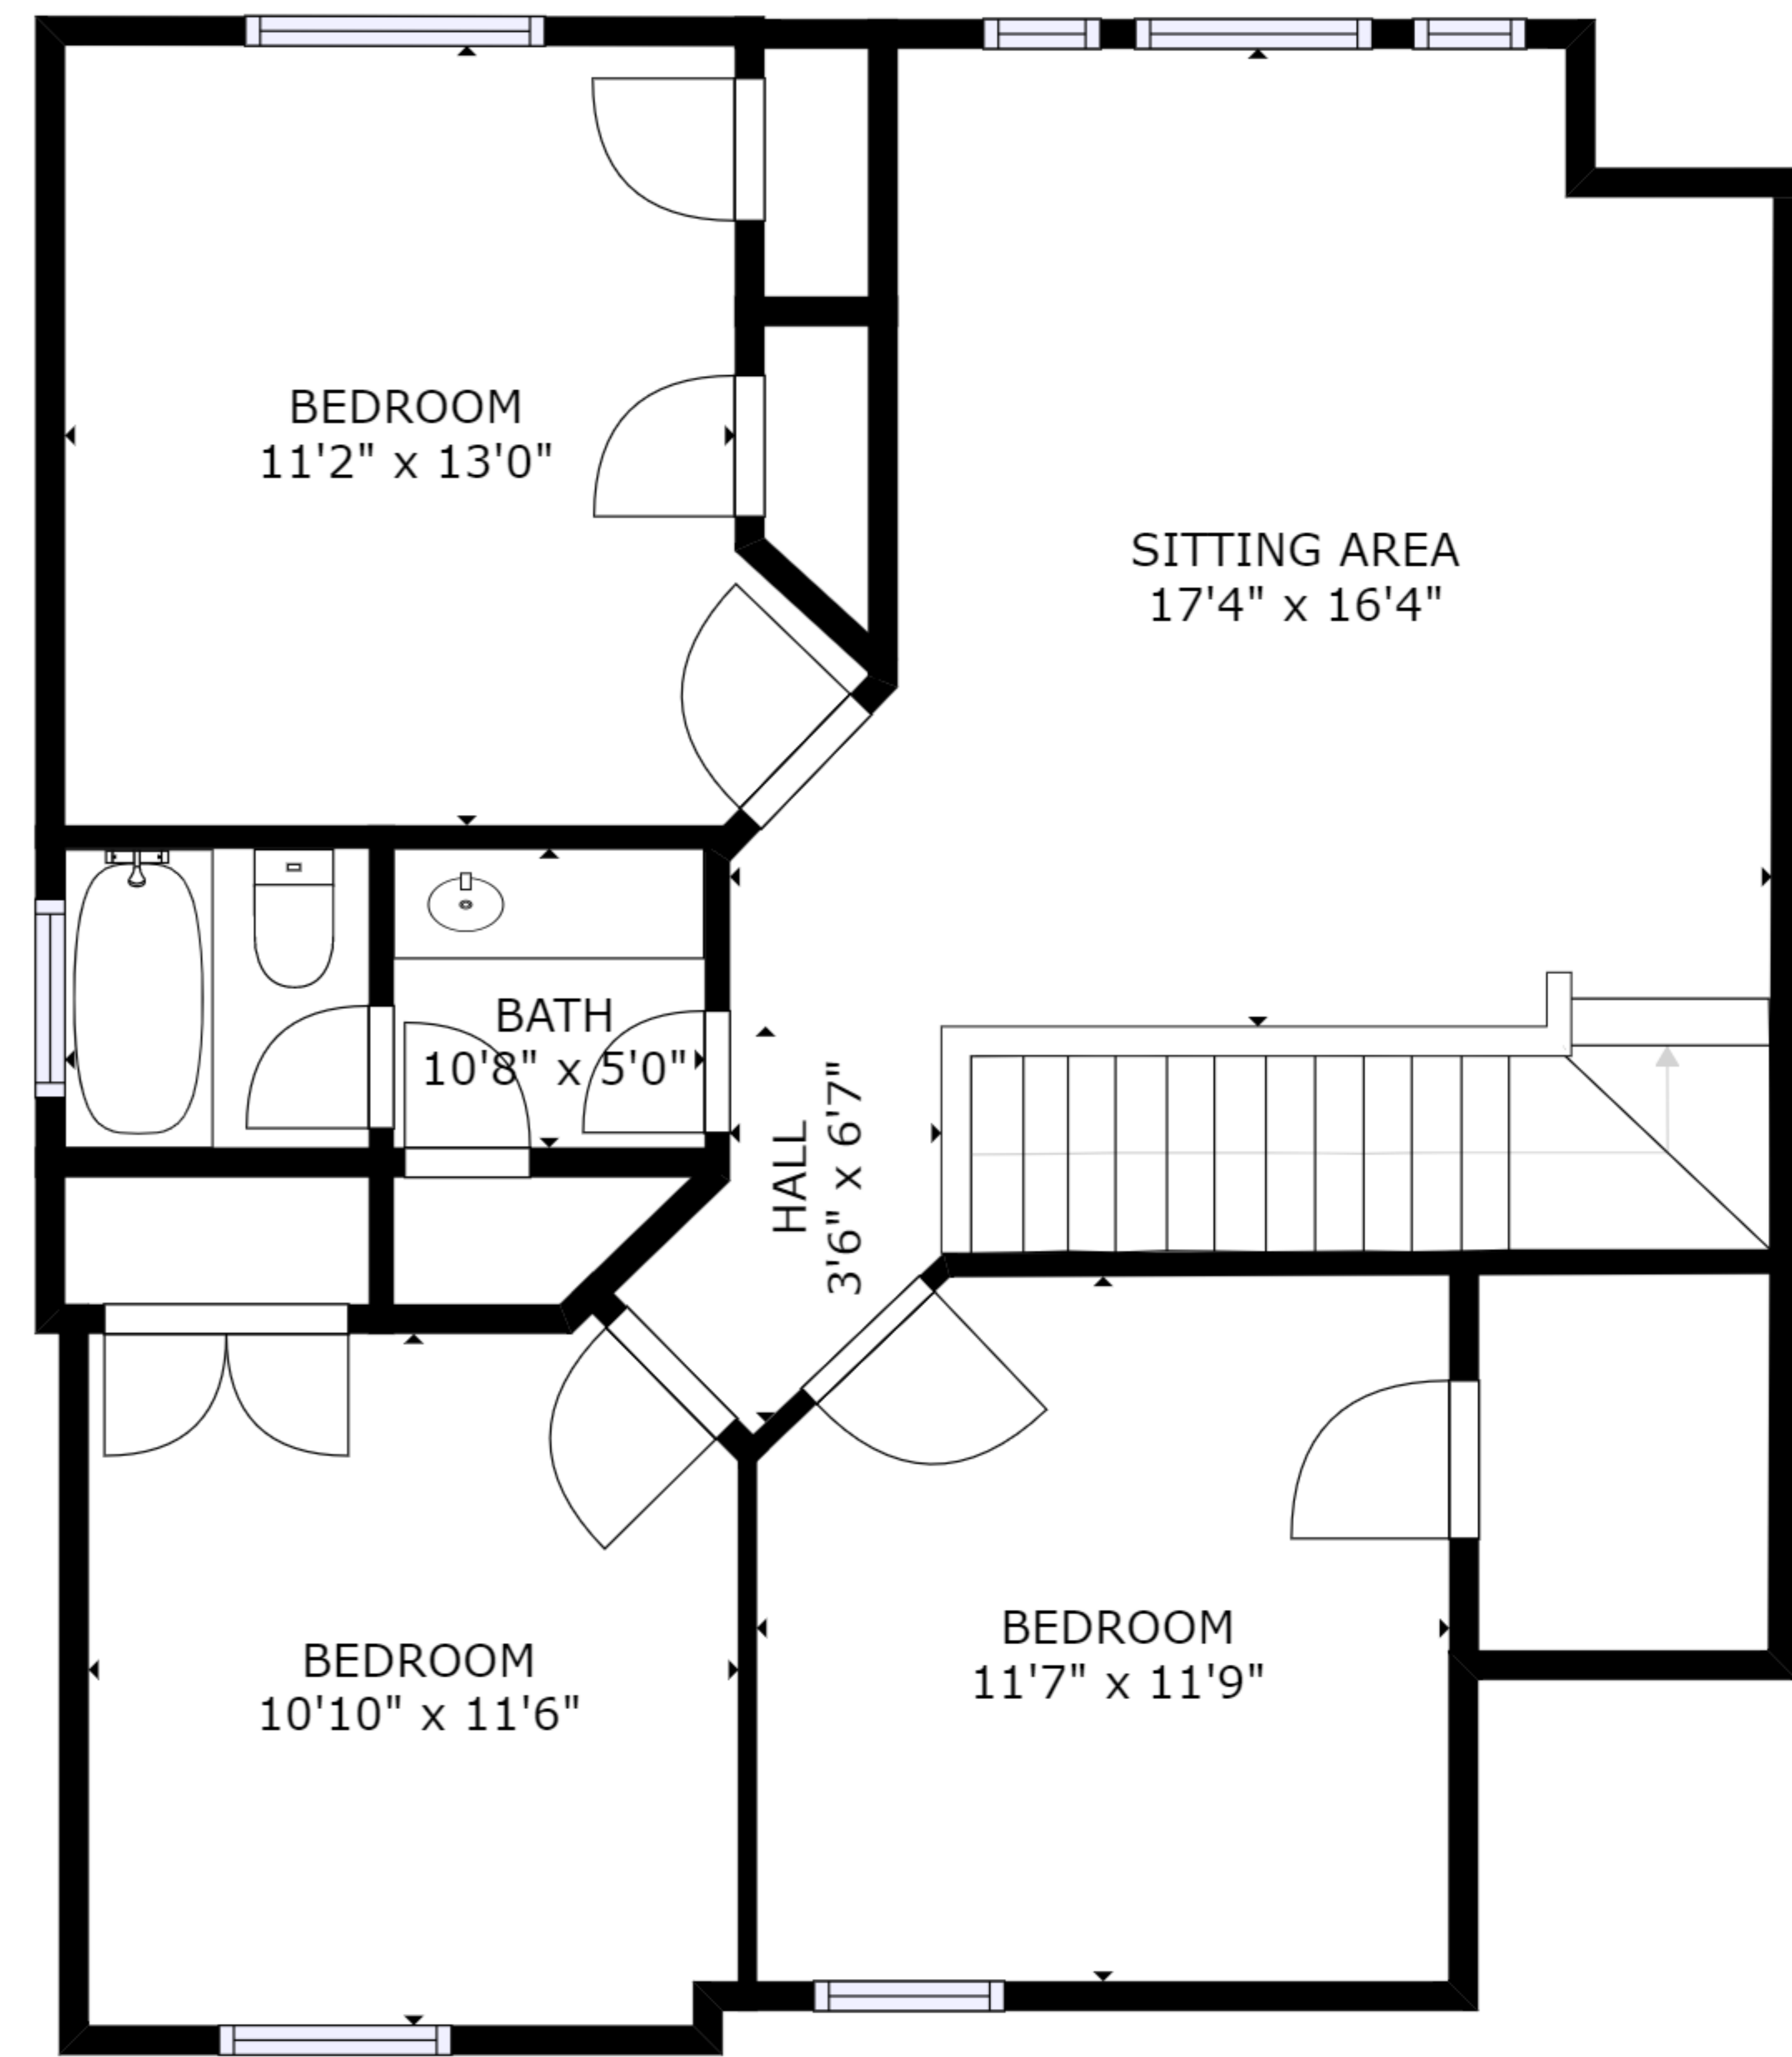 BEDROOM
11'2" x 13'0"
SITTING AREA
17'4" x 16'4"
BATH
10'8" x 5'0"
HALL
3'6" x 6'7"
BEDROOM
10'10" x 11'6"
BEDROOM
11'7" x 11'9"